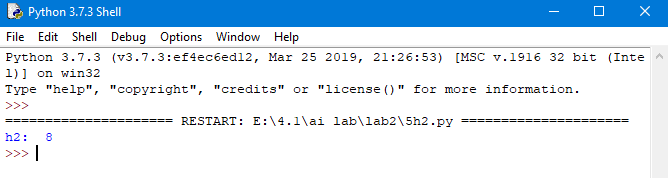 Python 3.7.3 Shell
File Edit Shell Debug Options Window Help
Python 3.7.3 (v3.7.3:ef4ec6ed12, Mar 25 2019, 21:26:53) [MSC v.1916 32 bit (Inte
l)] on win32
Type "help", "copyright", "credits" or "license()" for more information.
>>>
===================== RESTART: E:\4.1\ai lab\lab2\5h2.py =====================
h2:  8
>>>